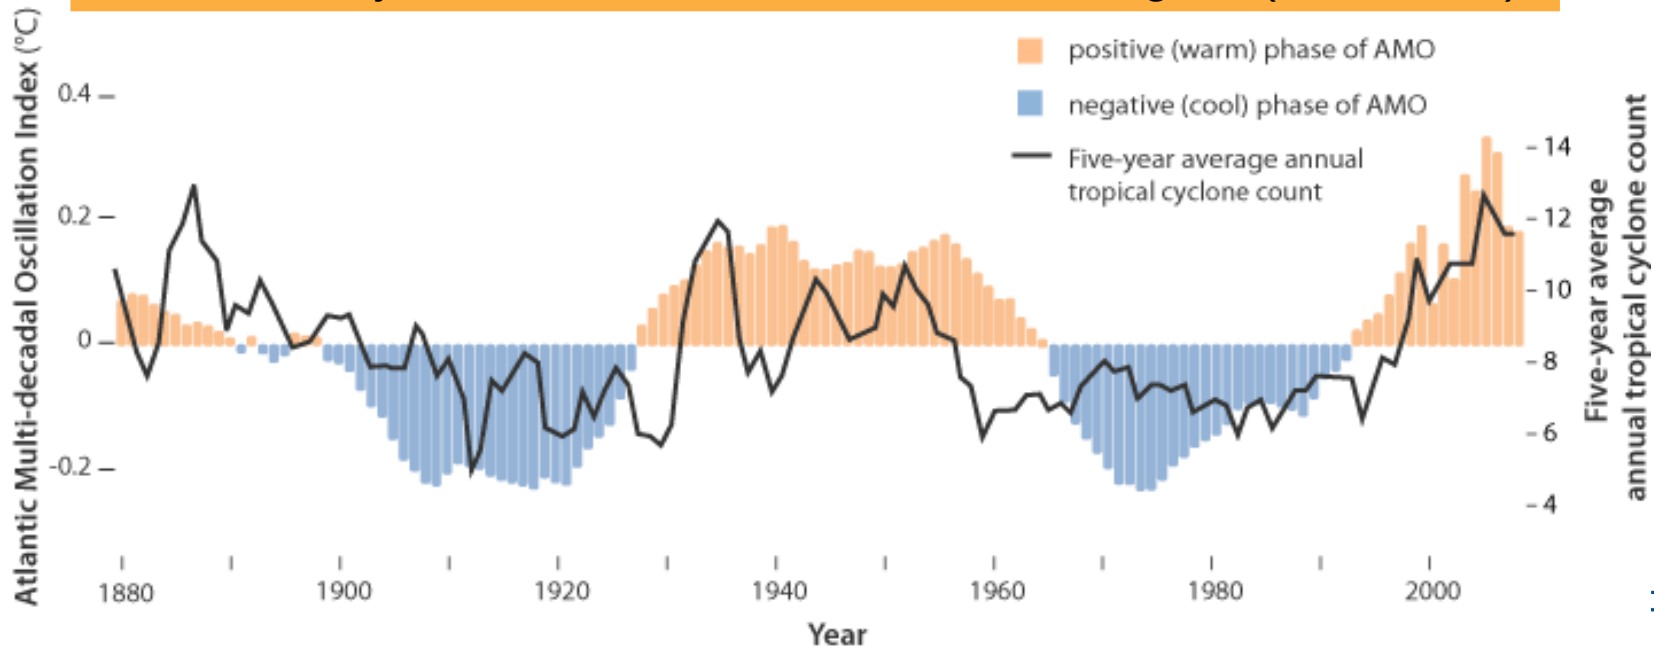 Atlantic Multi-decadal Oscillation Index (°C)
0.4
0.2
0
-0.2
positive (warm) phase of AMO
negative (cool) phase of AMO
Five-year average annual
tropical cyclone count
14
12
10
8
6
4
Five-year average
annual tropical cyclone count
1880
1900
1920
1940
1960
1980
2000
Year